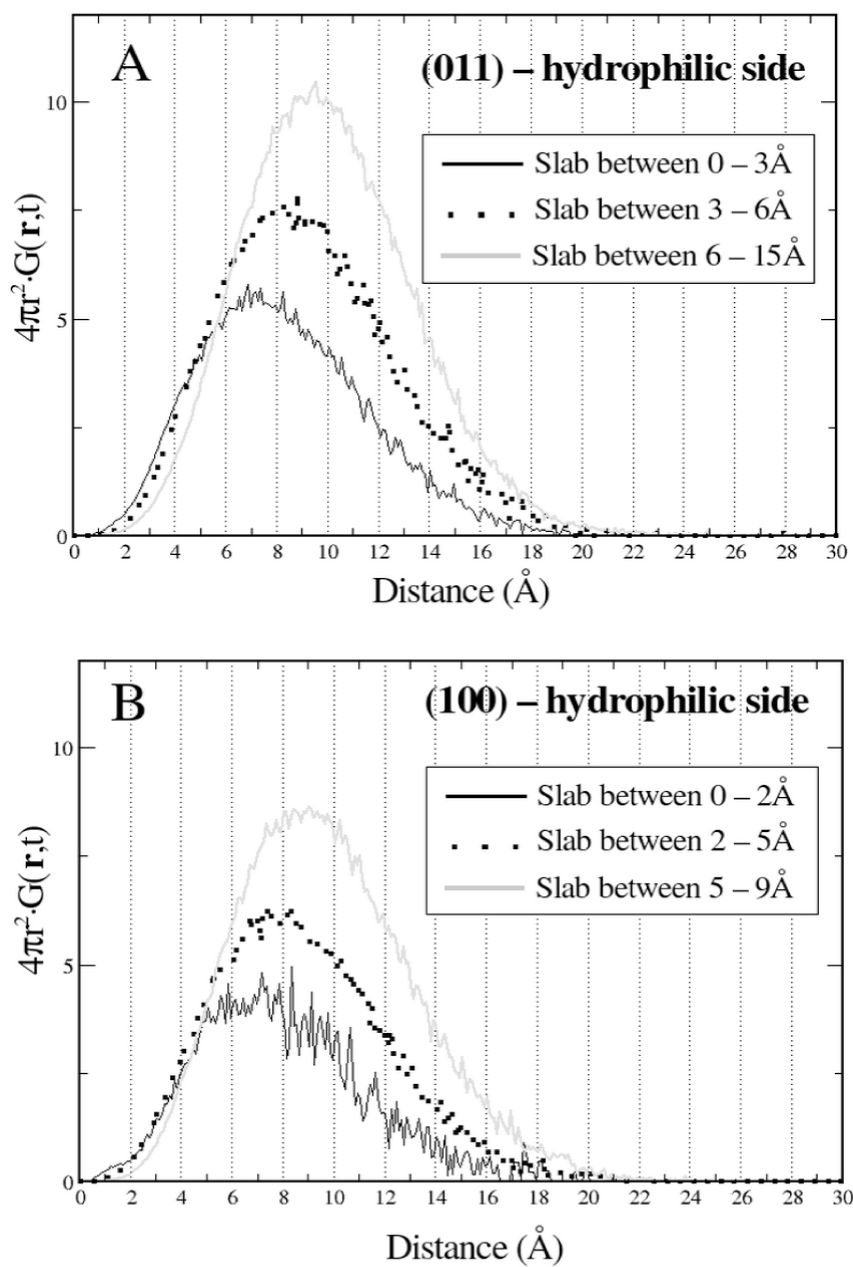 A
(011) – hydrophilic side
10
Slab between 0 – 3Å
Slab between 3 – 6Å
Slab between 6 – 15Å
4πr²·G(r,t)
5
0
0 2 4 6 8 10 12 14 16 18 20 22 24 26 28 30
Distance (Å)
B
(100) – hydrophilic side
10
Slab between 0 – 2Å
Slab between 2 – 5Å
Slab between 5 – 9Å
4πr²·G(r,t)
5
0
0 2 4 6 8 10 12 14 16 18 20 22 24 26 28 30
Distance (Å)